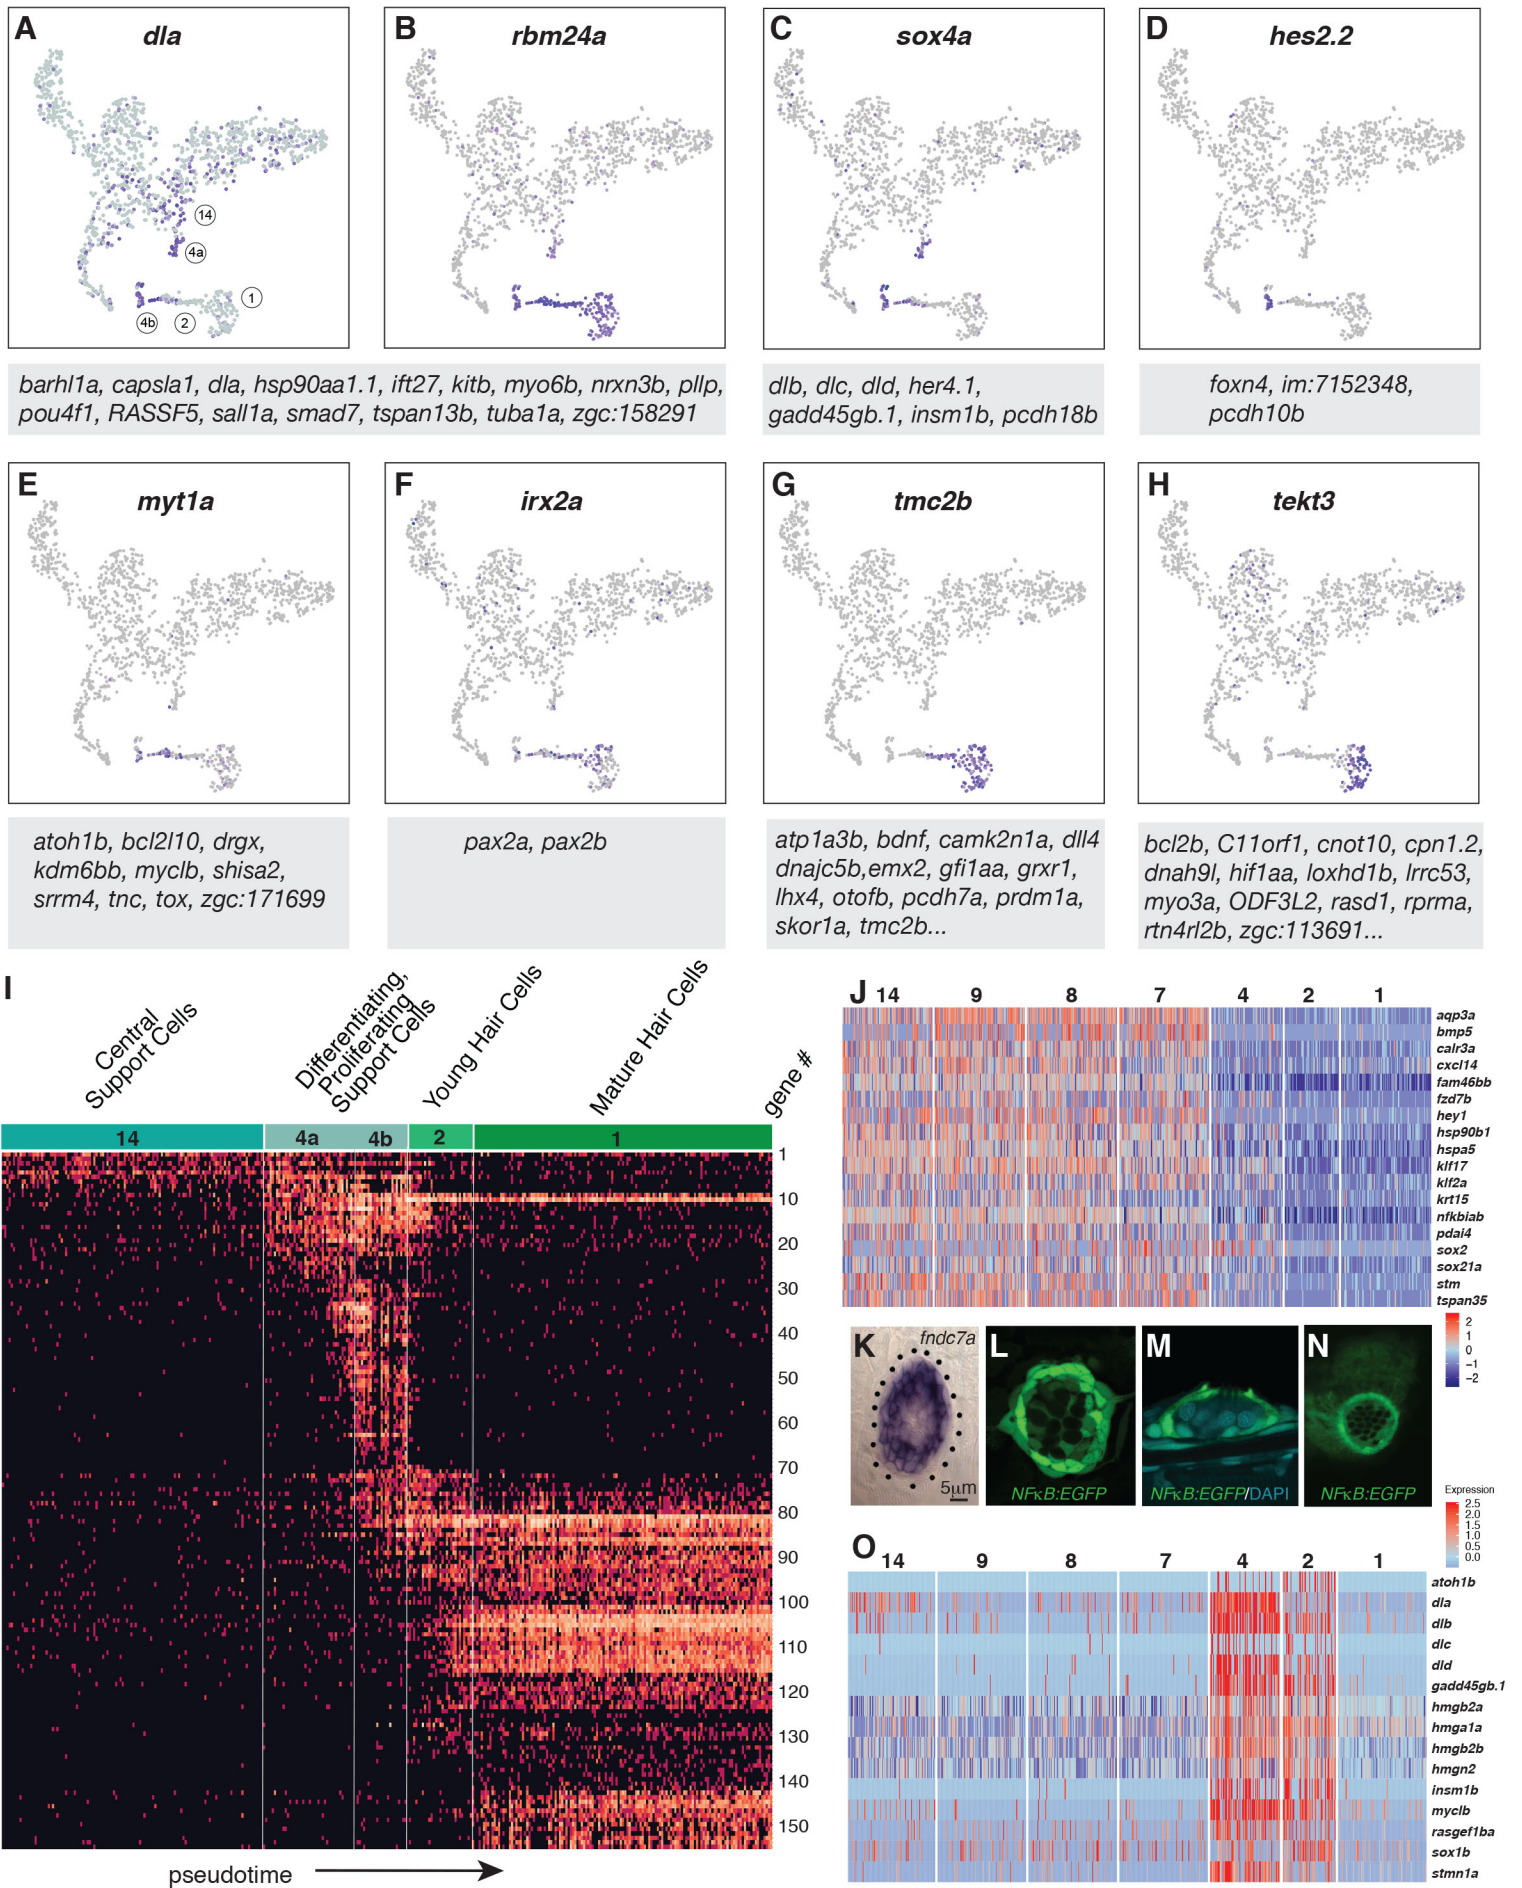 A
dla
14
4a
1
4b
2
B
rbm24a
C
sox4a
D
hes2.2
barhl1a, capsla1, dla, hsp90aa1.1, ift27, kitb, myo6b, nrxn3b, pllp,
pou4f1, RASSF5, sall1a, smad7, tspan13b, tuba1a, zgc:158291
dlb, dlc, dld, her4.1,
gadd45gb.1, insm1b, pcdh18b
foxn4, im:7152348,
pcdh10b
E
myt1a
F
irx2a
G
tmc2b
H
tekt3
atoh1b, bcl2l10, drgx,
kdm6bb, myclb, shisa2,
srrm4, tnc, tox, zgc:171699
pax2a, pax2b
atp1a3b, bdnf, camk2n1a, dll4
dnajc5b,emx2, gfi1aa, grxr1,
lhx4, otofb, pcdh7a, prdm1a,
skor1a, tmc2b...
bcl2b, C11orf1, cnot10, cpn1.2,
dnah9l, hif1aa, loxhd1b, lrrc53,
myo3a, ODF3L2, rasd1, rprma,
rtn4rl2b, zgc:113691...
I
Central
Support Cells
Differentiating,
Proliferating
Support Cells
Young Hair Cells
Mature Hair Cells
gene #
14
4a
4b
2
1
1
10
20
30
40
50
60
70
80
90
100
110
120
130
140
150
pseudotime
J
14
9
8
7
4
2
1
aqp3a
bmp5
calr3a
cxcl14
fam46bb
fzd7b
hey1
hsp90b1
hspa5
klf17
klf2a
krt15
nfkbiab
pdai4
sox2
sox21a
stm
tspan35
2
1
0
−1
−2
K
fndc7a
5µm
L
NFκB:EGFP
M
NFκB:EGFP/DAPI
N
NFκB:EGFP
Expression
2.5
2.0
1.5
1.0
0.5
0.0
O
14
9
8
7
4
2
1
atoh1b
dla
dlb
dlc
dld
gadd45gb.1
hmgb2a
hmga1a
hmgb2b
hmgn2
insm1b
myclb
rasgef1ba
sox1b
stmn1a